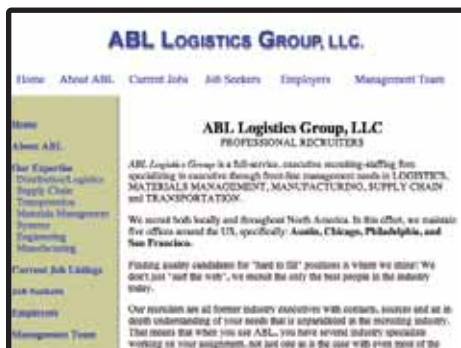 ABL LOGISTICS GROUP, LLC.
Home About ABL Current Jobs Job Seekers Employers Management Team
Home
About ABL
Our Expertise
Distribution/Logistics
Supply Chain
Transportation
Materials Management
Systems
Engineering
Manufacturing
Current Job Listings
Job Seekers
Employers
Management Team
ABL Logistics Group, LLC
PROFESSIONAL RECRUITERS
ABL Logistics Group is a full-service, executive recruiting-staffing firm
specializing in executive through front-line management needs in LOGISTICS,
MATERIALS MANAGEMENT, MANUFACTURING, SUPPLY CHAIN
and TRANSPORTATION.
We recruit both locally and throughout North America. In this effort, we maintain
five offices around the US, specifically: Austin, Chicago, Philadelphia, and
San Francisco.
Finding quality candidates for "hard to fill" positions is where we shine! We
don't just "surf the web", we recruit the only the best people in the industry
today.
Our recruiters are all former industry executives with contacts, sources and an in
depth understanding of your needs that is unparalleled in the recruiting industry.
That means that when you use ABL, you have several industry specialists
working on your assignment, not just one as is the case with even most of the